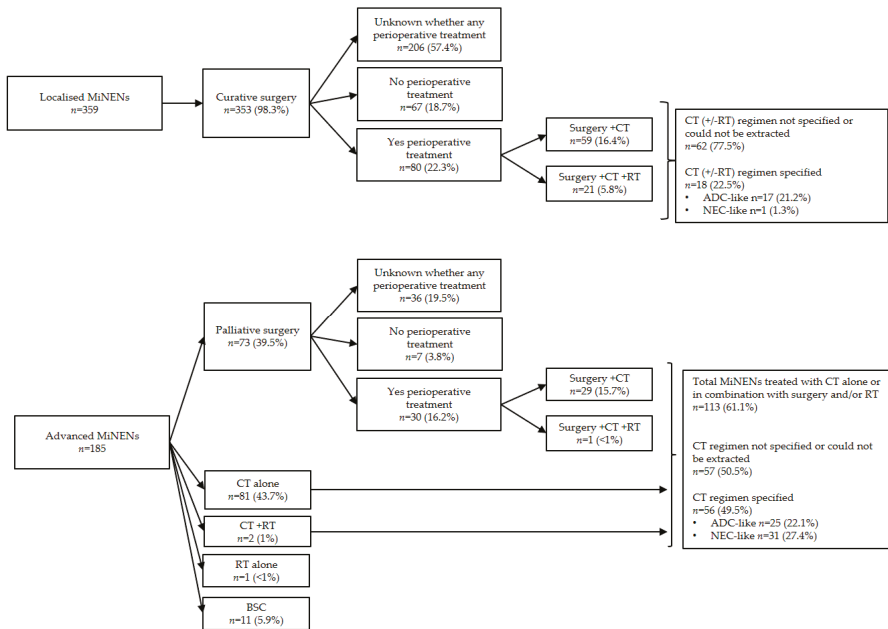 Localised MiNENs
n=359
Curative surgery
n=353 (98.3%)
Unknown whether any
perioperative treatment
n=206 (57.4%)
No perioperative
treatment
n=67 (18.7%)
Yes perioperative
treatment
n=80 (22.3%)
Surgery +CT
n=59 (16.4%)
Surgery +CT +RT
n=21 (5.8%)
CT (+/-RT) regimen not specified or
could not be extracted
n=62 (77.5%)
CT (+/-RT) regimen specified
n=18 (22.5%)
• ADC-like n=17 (21.2%)
• NEC-like n=1 (1.3%)
Advanced MiNENs
n=185
Palliative surgery
n=73 (39.5%)
Unknown whether any
perioperative treatment
n=36 (19.5%)
No perioperative
treatment
n=7 (3.8%)
Yes perioperative
treatment
n=30 (16.2%)
Surgery +CT
n=29 (15.7%)
Surgery +CT +RT
n=1 (<1%)
CT alone
n=81 (43.7%)
CT +RT
n=2 (1%)
RT alone
n=1 (<1%)
BSC
n=11 (5.9%)
Total MiNENs treated with CT alone or
in combination with surgery and/or RT
n=113 (61.1%)
CT regimen not specified or could not
be extracted
n=57 (50.5%)
CT regimen specified
n=56 (49.5%)
• ADC-like n=25 (22.1%)
• NEC-like n=31 (27.4%)